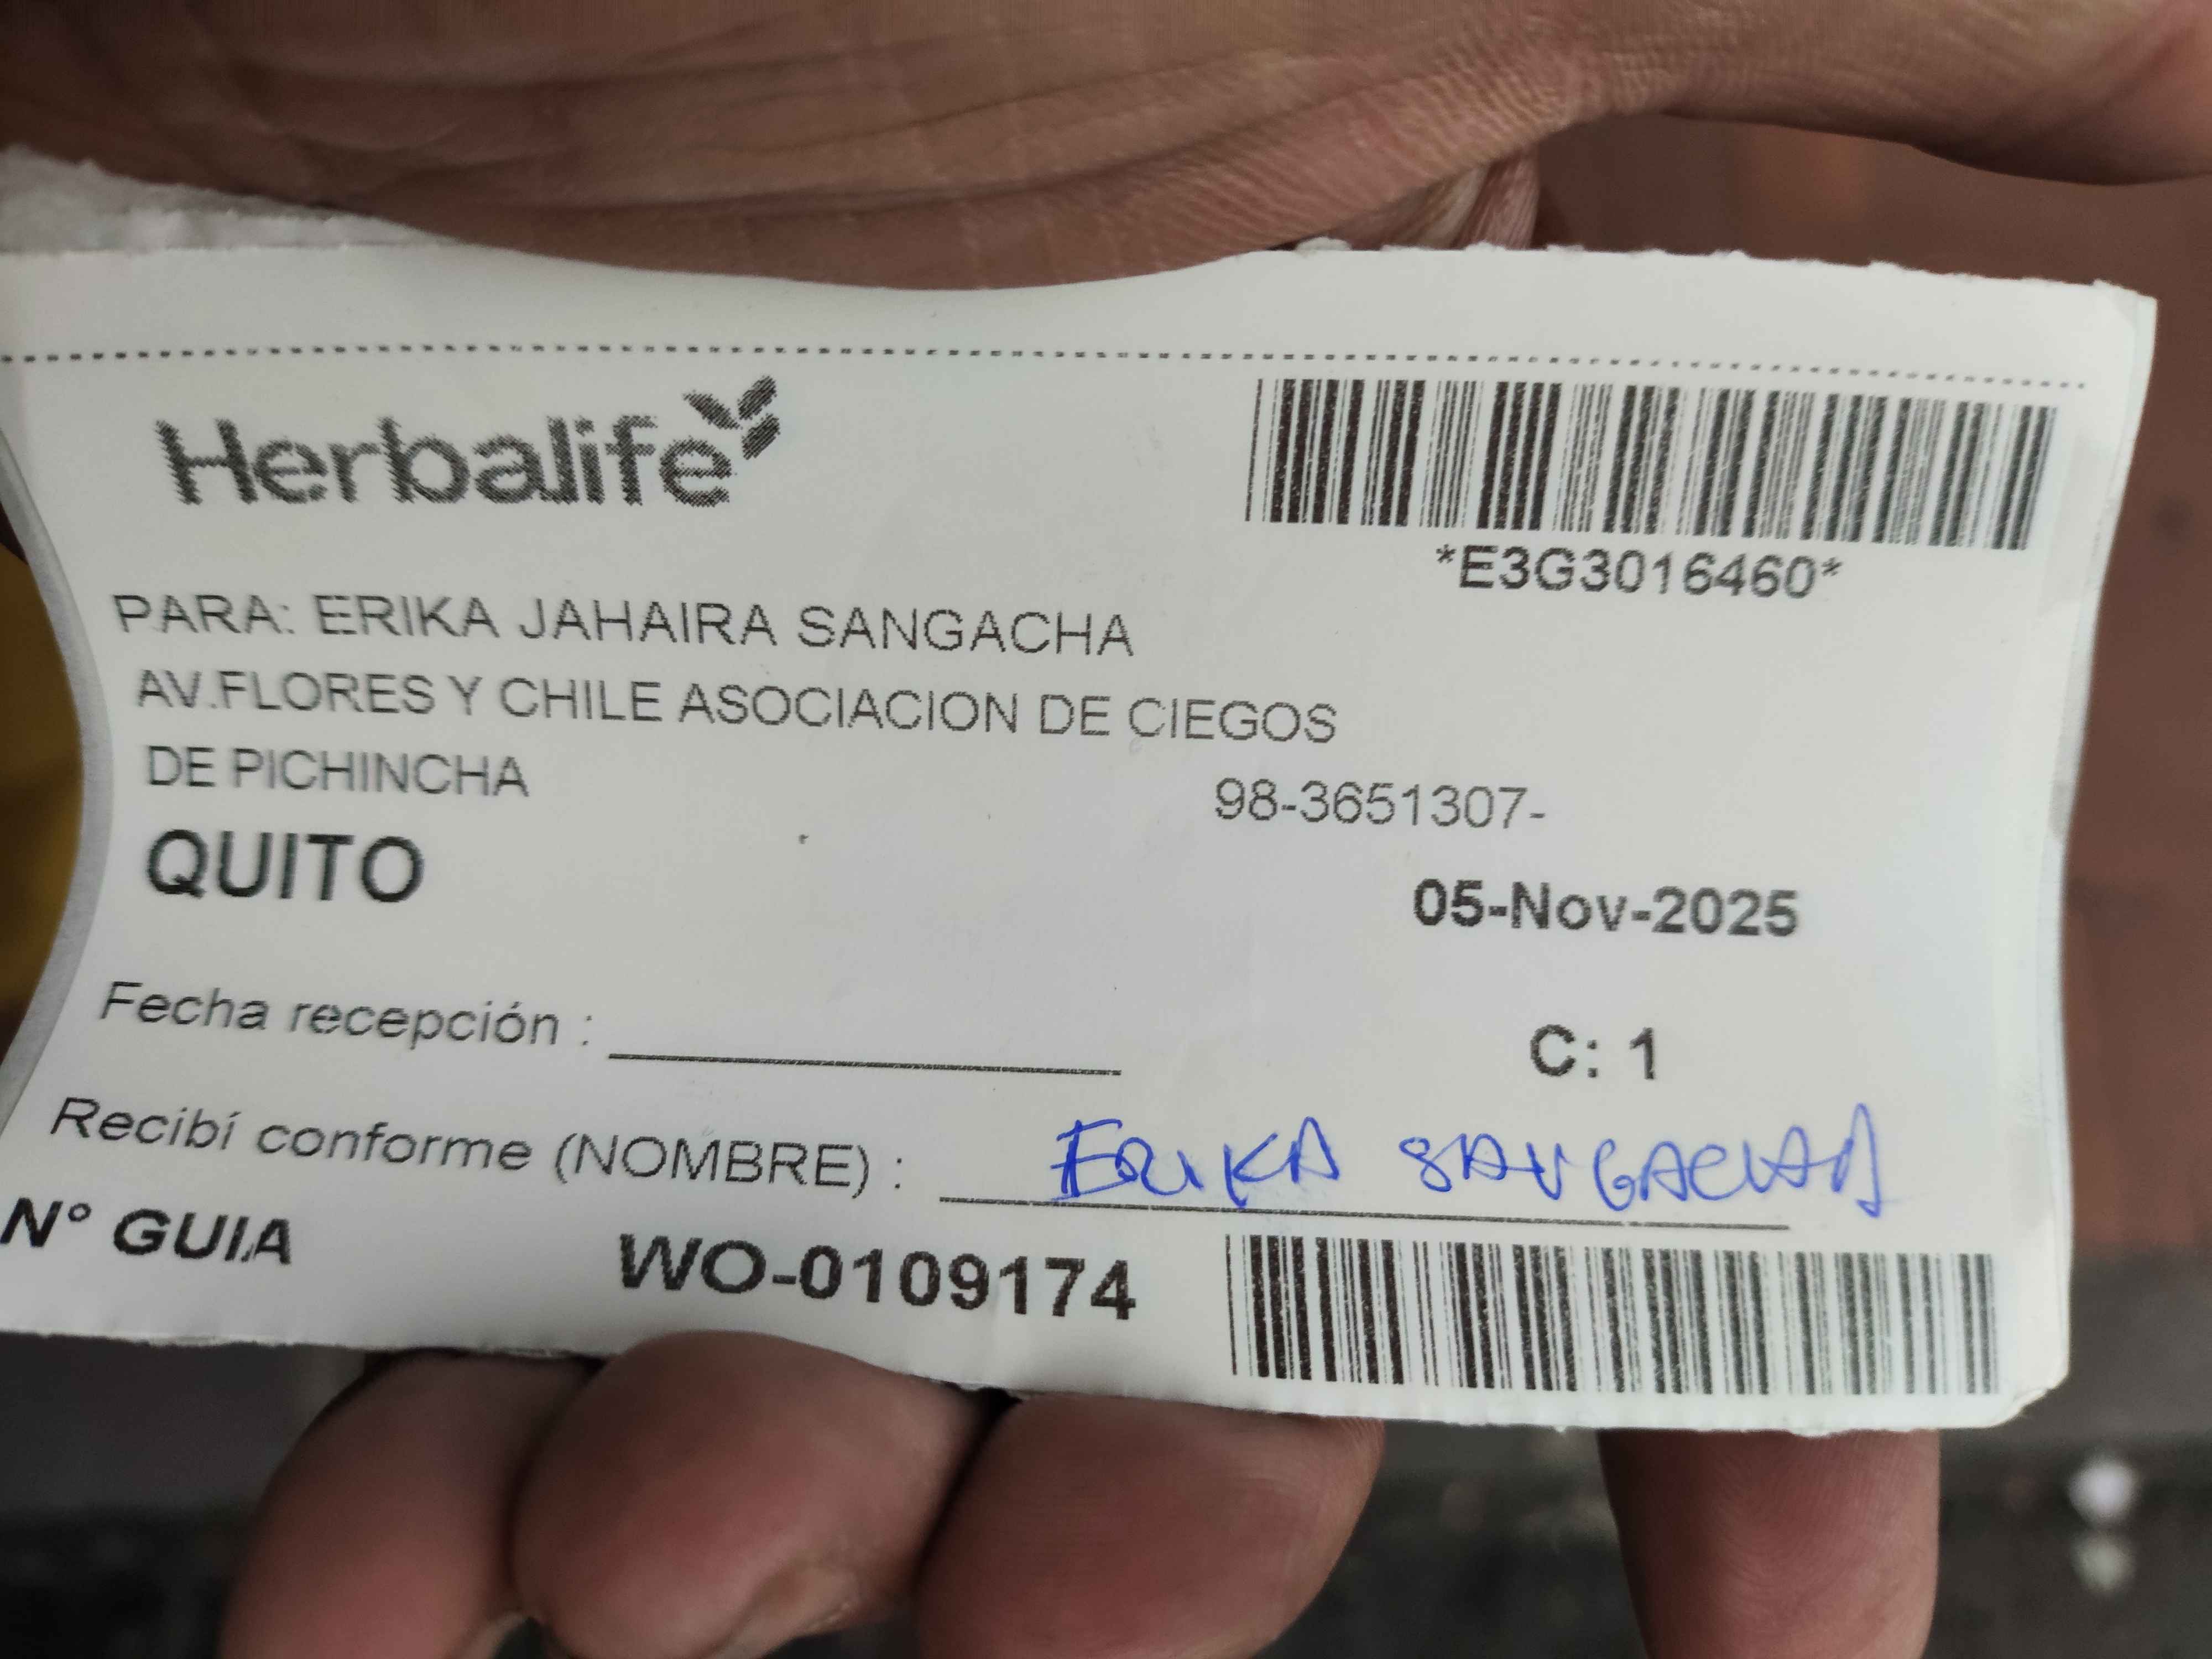 Herbalife
*E3G3016460*
PARA: ERIKA JAHAIRA SANGACHA
AV.FLORES Y CHILE ASOCIACION DE CIEGOS
DE PICHINCHA
98-3651307-
QUITO
05-Nov-2025
Fecha recepción :
C: 1
Recibí conforme (NOMBRE) : ERIKA SANGACHA
N° GUIA WO-0109174